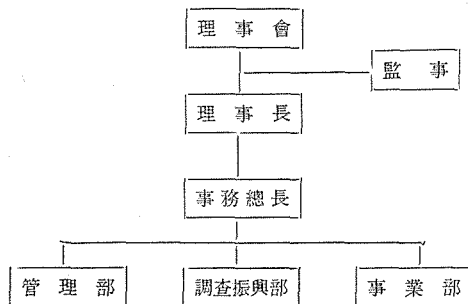 理事會
監事
理事長
事務總長
管理部 調查振興部 事業部